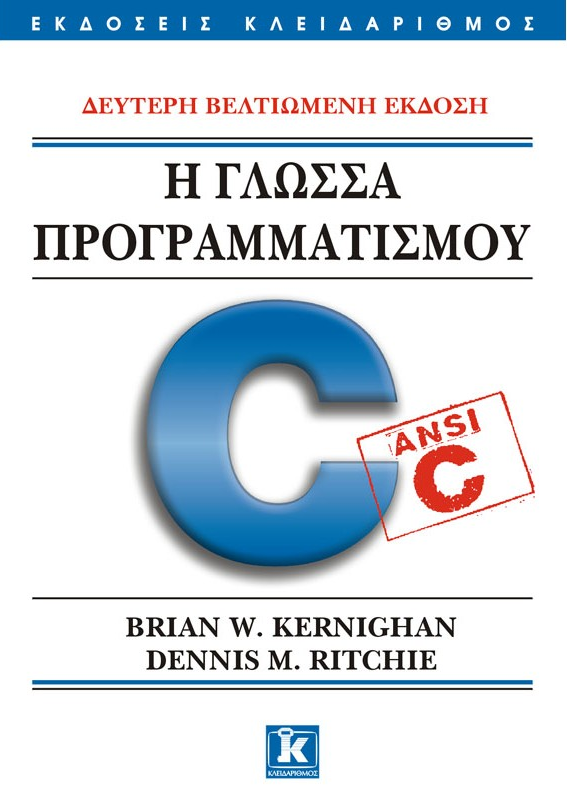 ΕΚΔΟΣΕΙΣ ΚΛΕΙΔΑΡΙΘΜΟΣ
ΔΕΥΤΕΡΗ ΒΕΛΤΙΩΜΕΝΗ ΕΚΔΟΣΗ
Η ΓΛΩΣΣΑ
ΠΡΟΓΡΑΜΜΑΤΙΣΜΟΥ
C
ANSI
C
BRIAN W. KERNIGHAN
DENNIS M. RITCHIE
K
ΚΛΕΙΔΑΡΙΘΜΟΣ